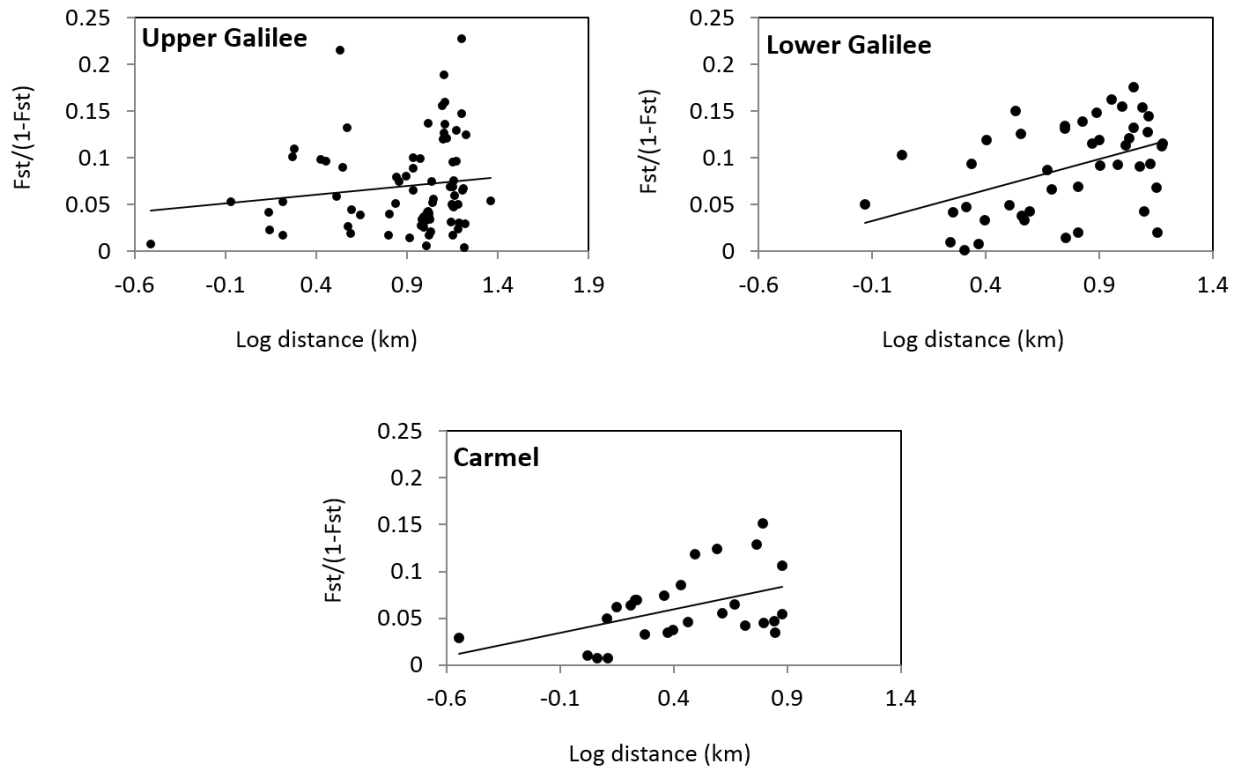 Upper Galilee
Fst/(1-Fst)
0.25
0.2
0.15
0.1
0.05
0
-0.6 -0.1 0.4 0.9 1.4 1.9
Log distance (km)
Lower Galilee
Fst/(1-Fst)
0.25
0.2
0.15
0.1
0.05
0
-0.6 -0.1 0.4 0.9 1.4
Log distance (km)
Carmel
Fst/(1-Fst)
0.25
0.2
0.15
0.1
0.05
0
-0.6 -0.1 0.4 0.9 1.4
Log distance (km)